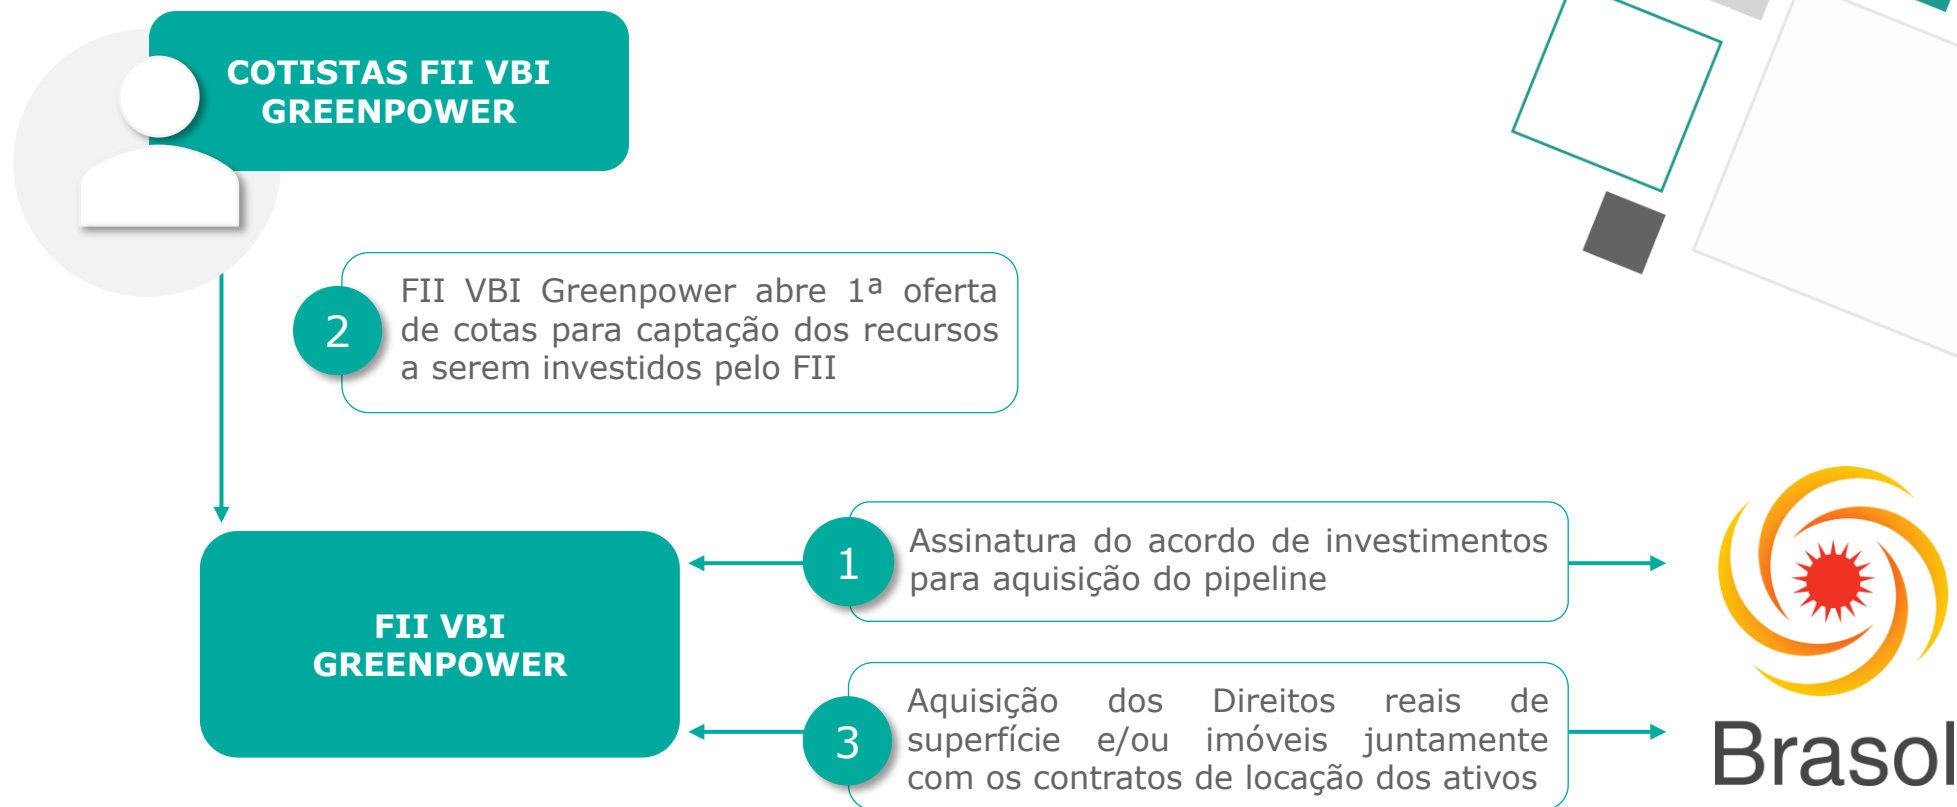 COTISTAS FII VBI
GREENPOWER
2
FII VBI Greenpower abre 1ª oferta
de cotas para captação dos recursos
a serem investidos pelo FII
FII VBI
GREENPOWER
1
Assinatura do acordo de investimentos
para aquisição do pipeline
3
Aquisição dos Direitos reais de
superfície e/ou imóveis juntamente
com os contratos de locação dos ativos
Brasol